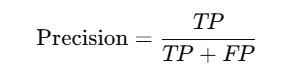 Precision = TP / TP + FP